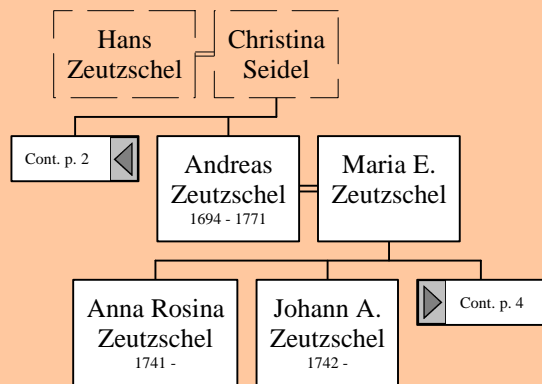 Hans
Zeutzschel
Christina
Seidel
Cont. p. 2
Andreas
Zeutzschel
1694 - 1771
Maria E.
Zeutzschel
Anna Rosina
Zeutzschel
1741 -
Johann A.
Zeutzschel
1742 -
Cont. p. 4